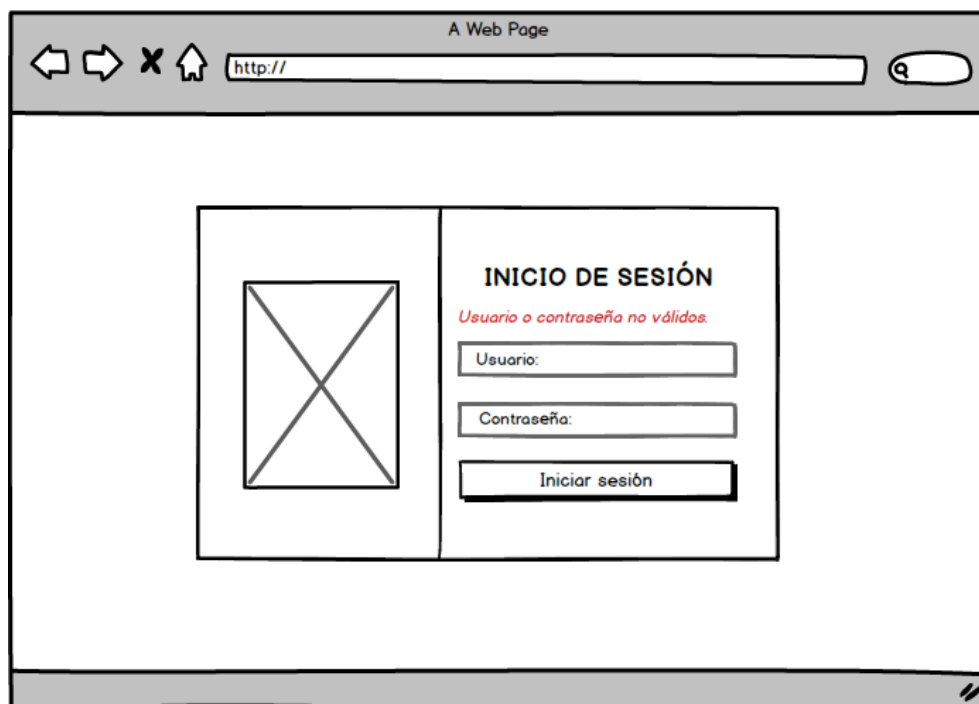 A Web Page
http://
INICIO DE SESIÓN
Usuario o contraseña no válidos.
Usuario:
Contraseña:
Iniciar sesión